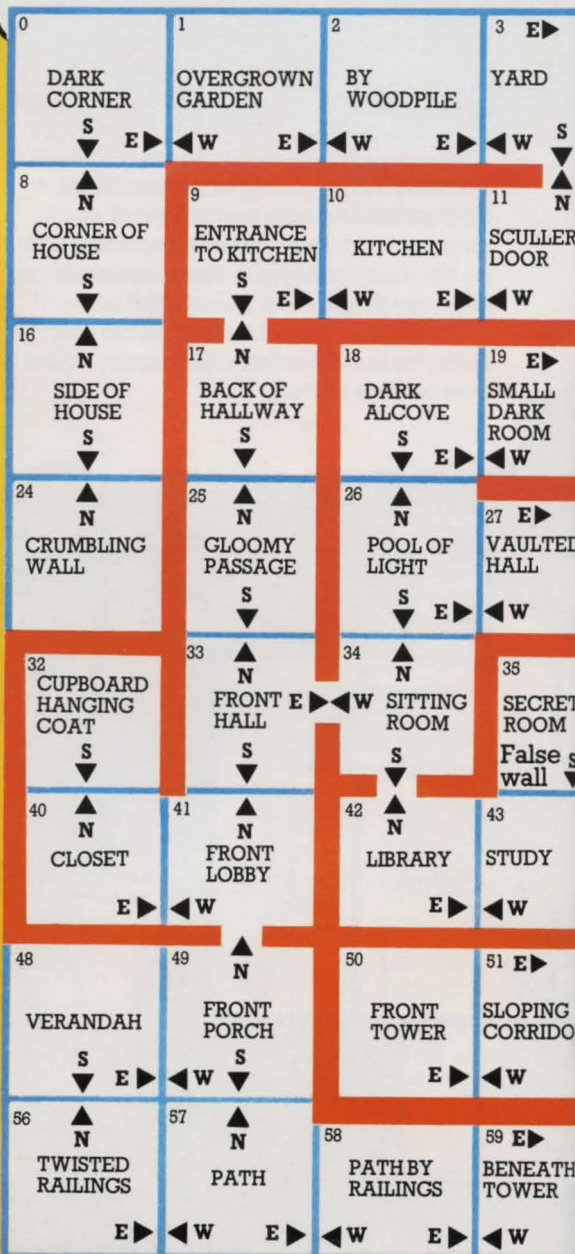 0
DARK
CORNER
S
E
1
OVERGROWN
GARDEN
W
E
2
BY
WOODPILE
W
E
3
E
YARD
W
S
8
N
CORNER OF
HOUSE
S
9
ENTRANCE
TO KITCHEN
S
E
10
KITCHEN
W
E
11
N
SCULLER
DOOR
W
16
N
SIDE OF
HOUSE
S
17
N
BACK OF
HALLWAY
S
18
DARK
ALCOVE
S
E
19
E
SMALL
DARK
ROOM
W
24
N
CRUMBLING
WALL
25
N
GLOOMY
PASSAGE
S
26
N
POOL OF
LIGHT
S
E
27
E
VAULTED
HALL
W
32
CUPBOARD
HANGING
COAT
S
33
N
FRONT
HALL
E
S
34
N
W
SITTING
ROOM
S
35
SECRET
ROOM
False
wall
S
40
N
CLOSET
E
41
N
FRONT
LOBBY
W
42
N
LIBRARY
E
43
STUDY
W
48
VERANDAH
S
E
49
N
FRONT
PORCH
S
W
50
FRONT
TOWER
E
51
E
SLOPING
CORRIDO
W
56
N
TWISTED
RAILINGS
E
57
N
PATH
W
E
58
PATH BY
RAILINGS
W
E
59
E
BENEATH
TOWER
W